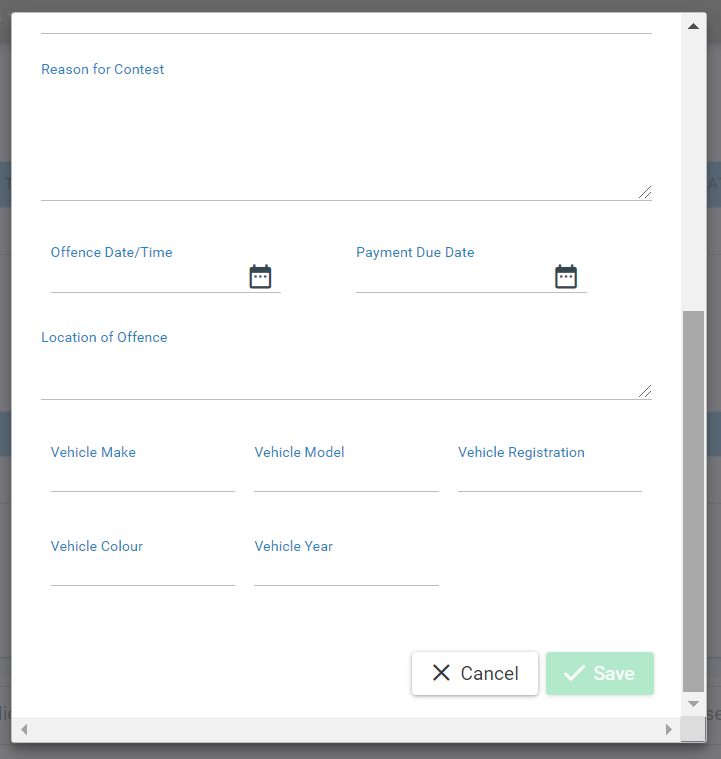 Reason for Contest
Offence Date/Time
Payment Due Date
Location of Offence
Vehicle Make
Vehicle Model
Vehicle Registration
Vehicle Colour
Vehicle Year
Cancel
Save